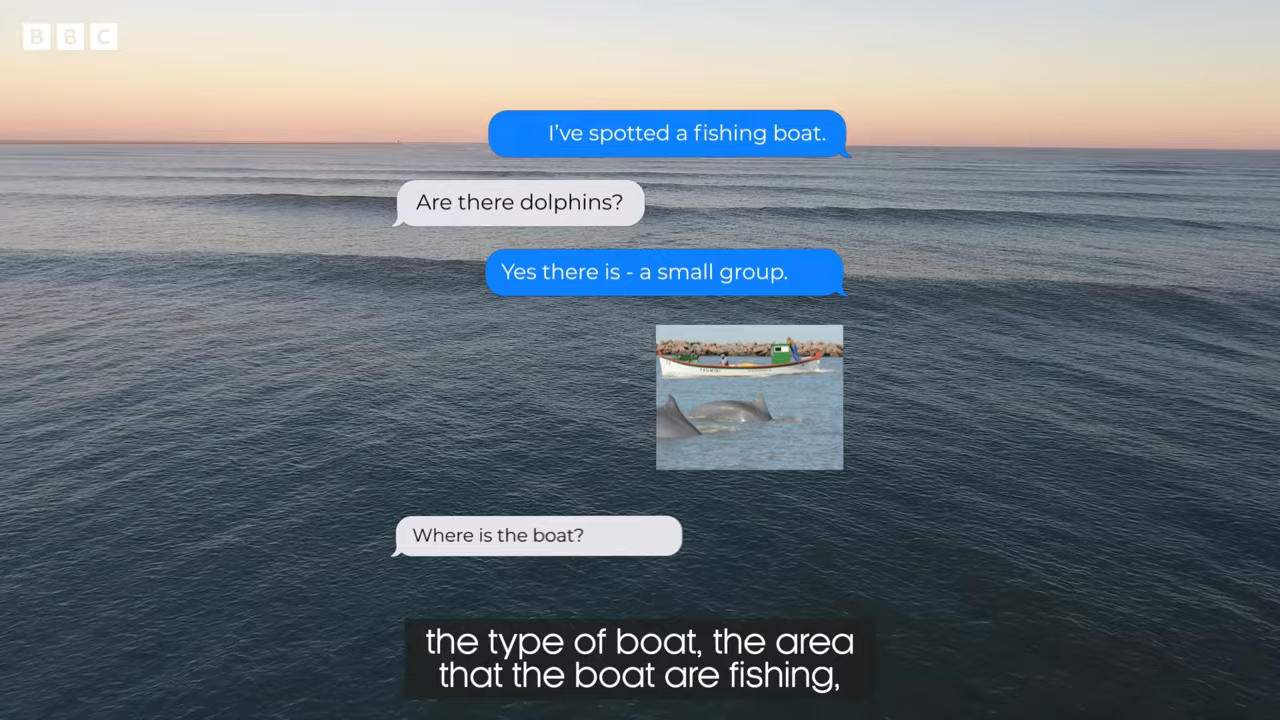 BBC
I’ve spotted a fishing boat.
Are there dolphins?
Yes there is - a small group.
Where is the boat?
the type of boat, the area
that the boat are fishing,